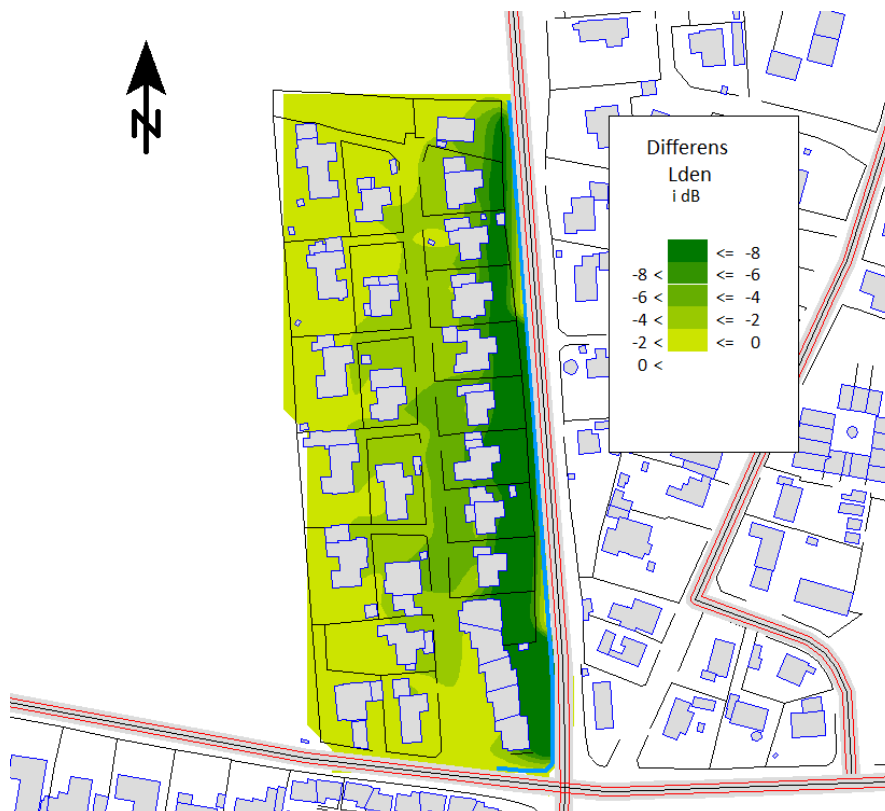 N
Differens
Lden
i dB
<= -8
-8 < <= -6
-6 < <= -4
-4 < <= -2
-2 < <= 0
0 <